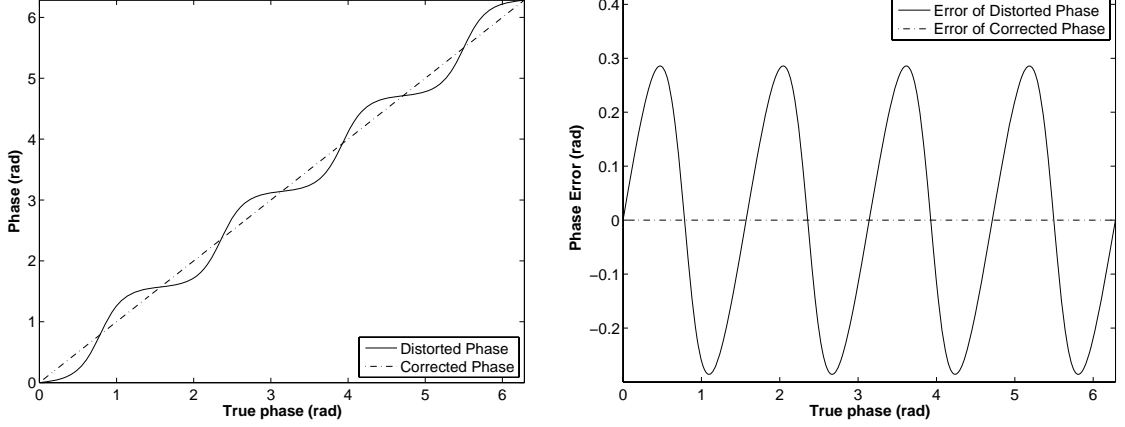 6
5
4
3
2
1
0
0 1 2 3 4 5 6
Phase (rad)
True phase (rad)
Distorted Phase
Corrected Phase
0.4
0.3
0.2
0.1
0
−0.1
−0.2
0 1 2 3 4 5 6
Phase Error (rad)
True phase (rad)
Error of Distorted Phase
Error of Corrected Phase